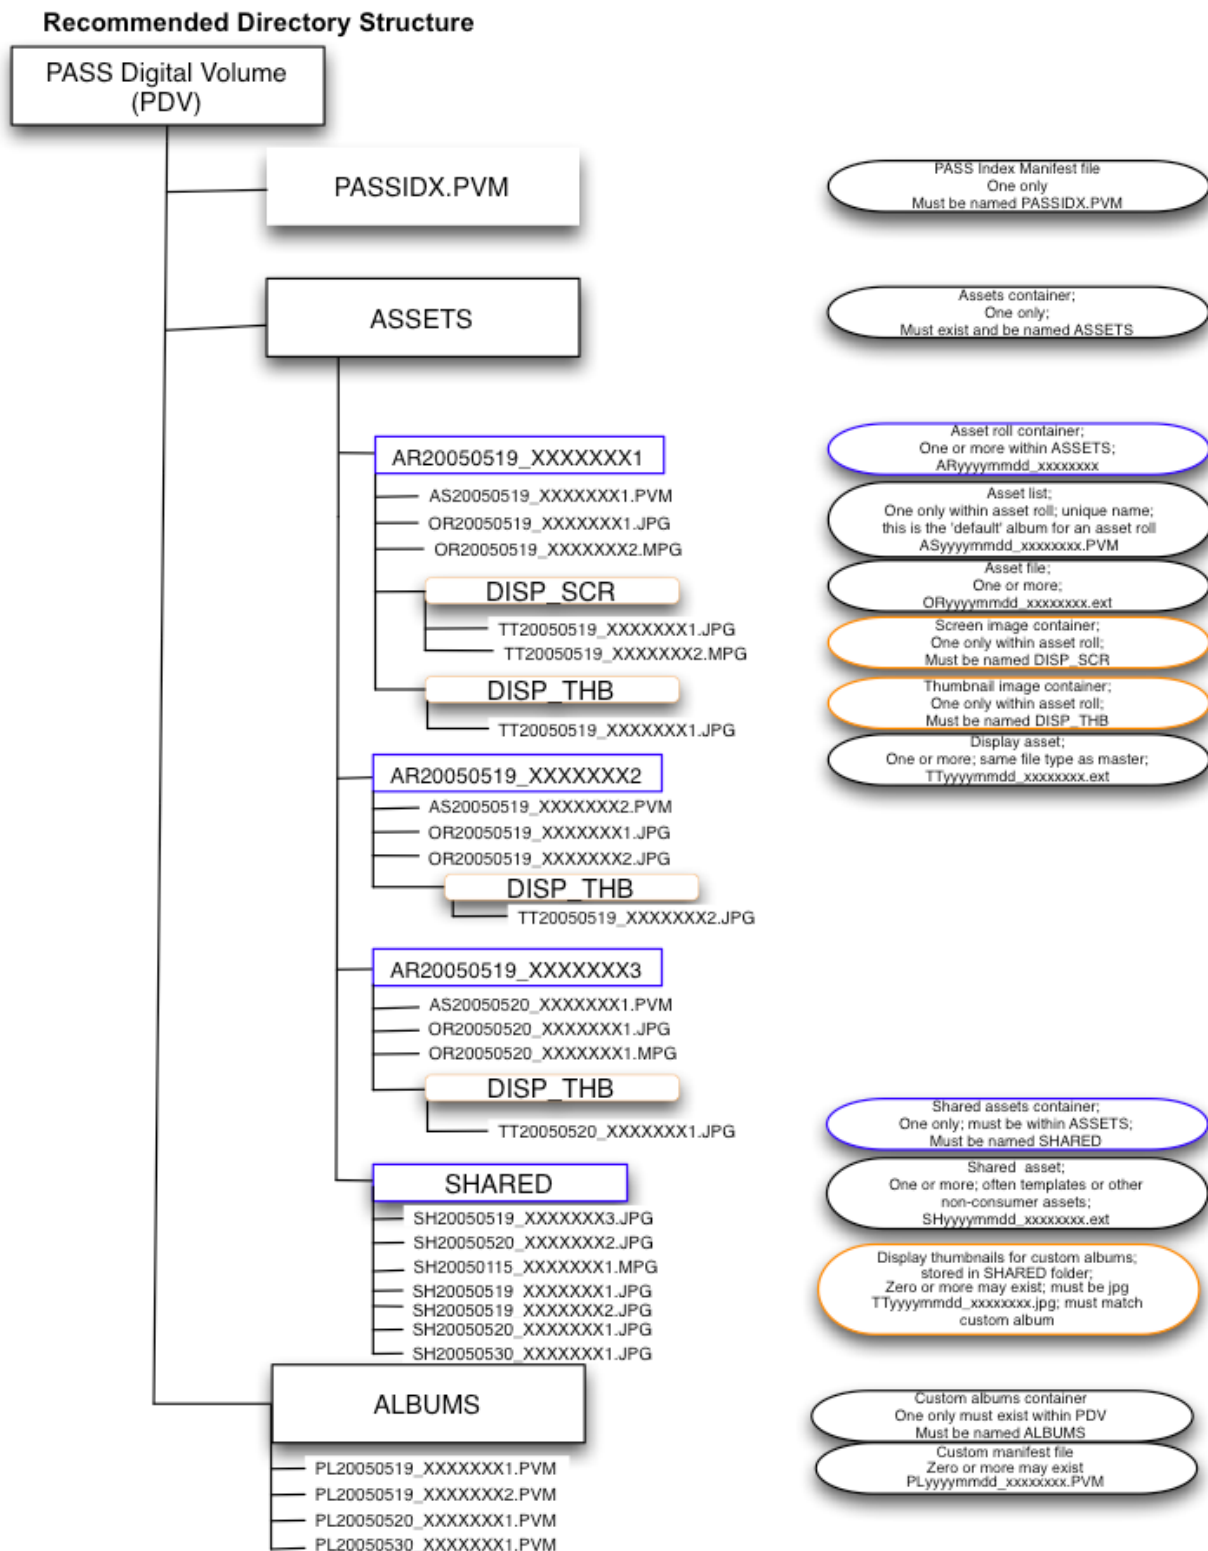 Recommended Directory Structure
PASS Digital Volume
(PDV)
PASSIDX.PVM
PASS Index Manifest file
One only
Must be named PASSIDX.PVM
ASSETS
Assets container;
One only;
Must exist and be named ASSETS
AR20050519_XXXXXXX1
AS20050519_XXXXXXX1.PVM
OR20050519_XXXXXXX1.JPG
OR20050519_XXXXXXX2.MPG
DISP_SCR
TT20050519_XXXXXXX1.JPG
TT20050519_XXXXXXX2.MPG
DISP_THB
TT20050519_XXXXXXX1.JPG
Asset roll container;
One or more within ASSETS;
ARyyyymmdd_xxxxxxxx
Asset list;
One only within asset roll; unique name;
this is the 'default' album for an asset roll
ASyyyymmdd_xxxxxxxx.PVM
Asset file;
One or more;
ORyyyymmdd_xxxxxxxx.ext
Screen image container;
One only within asset roll;
Must be named DISP_SCR
Thumbnail image container;
One only within asset roll;
Must be named DISP_THB
Display asset;
One or more; same file type as master;
TTyyyymmdd_xxxxxxxx.ext
AR20050519_XXXXXXX2
AS20050519_XXXXXXX2.PVM
OR20050519_XXXXXXX1.JPG
OR20050519_XXXXXXX2.JPG
DISP_THB
TT20050519_XXXXXXX2.JPG
AR20050519_XXXXXXX3
AS20050520_XXXXXXX1.PVM
OR20050520_XXXXXXX1.JPG
OR20050520_XXXXXXX1.MPG
DISP_THB
TT20050520_XXXXXXX1.JPG
SHARED
SH20050519_XXXXXXX3.JPG
SH20050520_XXXXXXX2.JPG
SH20050115_XXXXXXX1.MPG
SH20050519_XXXXXXX1.JPG
SH20050519_XXXXXXX2.JPG
SH20050520_XXXXXXX1.JPG
SH20050530_XXXXXXX1.JPG
Shared assets container;
One only; must be within ASSETS;
Must be named SHARED
Shared asset;
One or more; often templates or other
non-consumer assets;
SHyyyymmdd_xxxxxxxx.ext
Display thumbnails for custom albums;
stored in SHARED folder;
Zero or more may exist; must be jpg
TTyyyymmdd_xxxxxxxx.jpg; must match
custom album
ALBUMS
PL20050519_XXXXXXX1.PVM
PL20050519_XXXXXXX2.PVM
PL20050520_XXXXXXX1.PVM
PL20050530_XXXXXXX1.PVM
Custom albums container
One only must exist within PDV
Must be named ALBUMS
Custom manifest file
Zero or more may exist
PLyyyymmdd_xxxxxxxx.PVM